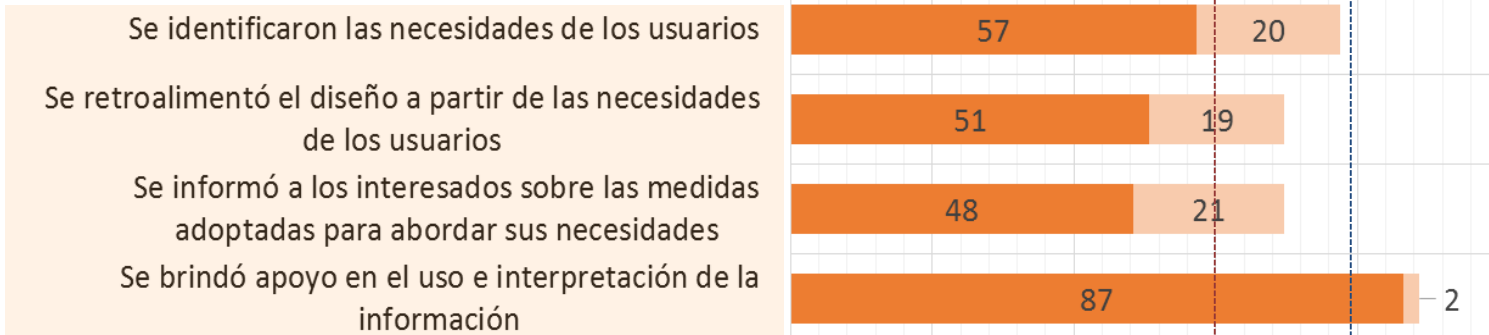 Se identificaron las necesidades de los usuarios
57 20
Se retroalimentó el diseño a partir de las necesidades
de los usuarios
51 19
Se informó a los interesados sobre las medidas
adoptadas para abordar sus necesidades
48 21
Se brindó apoyo en el uso e interpretación de la
información
87 2